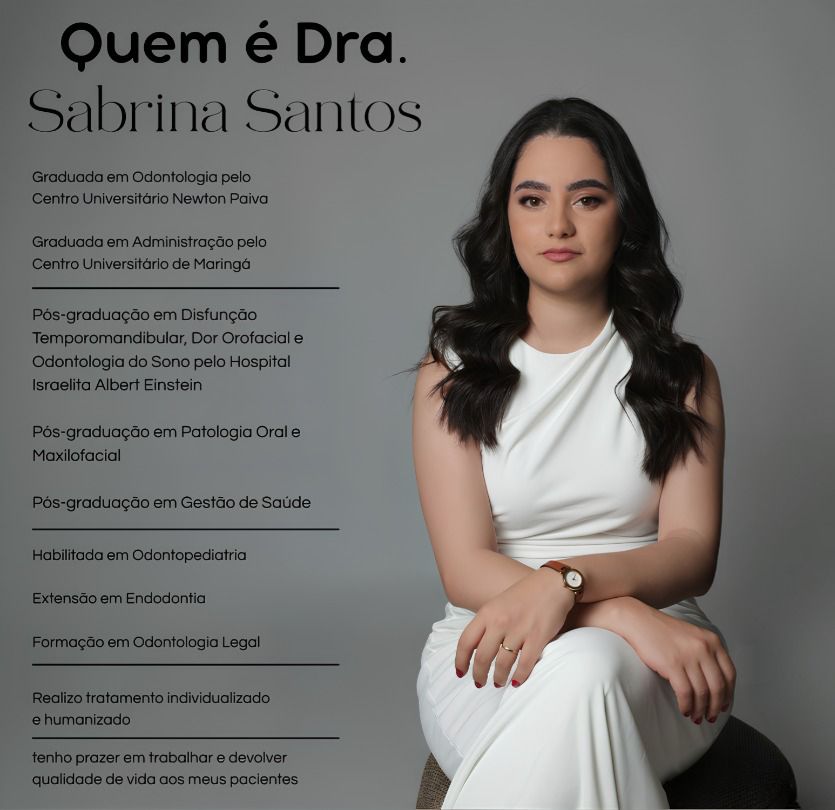 Quem é Dra.
Sabrina Santos
Graduada em Odontologia pelo
Centro Universitário Newton Paiva
Graduada em Administração pelo
Centro Universitário de Maringá
Pós-graduação em Disfunção
Temporomandibular, Dor Orofacial e
Odontologia do Sono pelo Hospital
Israelita Albert Einstein
Pós-graduação em Patologia Oral e
Maxilofacial
Pós-graduação em Gestão de Saúde
Habilitada em Odontopediatria
Extensão em Endodontia
Formação em Odontologia Legal
Realizo tratamento individualizado
e humanizado
tenho prazer em trabalhar e devolver
qualidade de vida aos meus pacientes